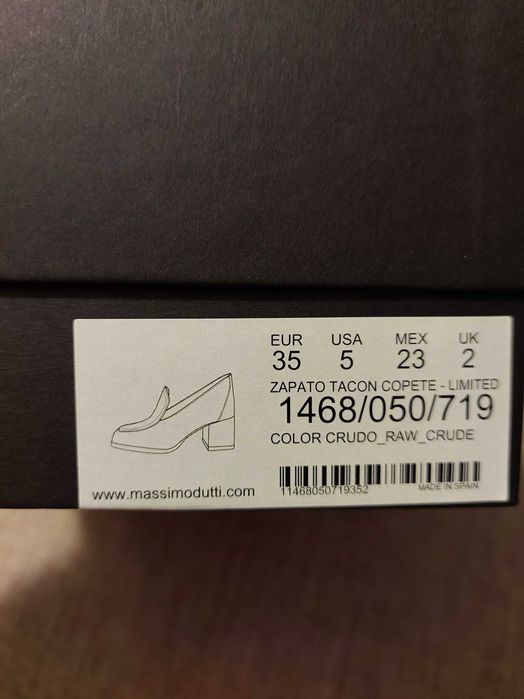 EUR USA MEX UK
35 5 23 2
ZAPATO TACON COPETE - LIMITED
1468/050/719
COLOR CRUDO_RAW_CRUDE
www.massimodutti.com
11468050719352
MADE IN SPAIN